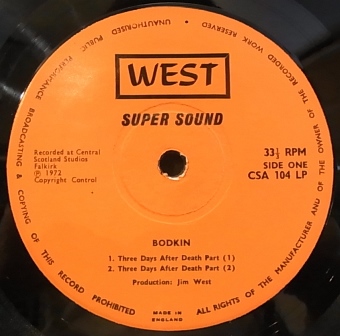 UNAUTHORISED PUBLIC PERFORMANCE BROADCASTING & COPYING OF THIS RECORD PROHIBITED
ALL RIGHTS OF THE MANUFACTURER AND OF THE OWNER OF THE RECORDED WORK RESERVED
WEST
SUPER SOUND
Recorded at Central
Scotland Studios
Falkirk
℗ 1972
Copyright Control
33⅓ RPM
SIDE ONE
CSA 104 LP
BODKIN
1. Three Days After Death Part (1)
2. Three Days After Death Part (2)
Production: Jim West
MADE IN
ENGLAND